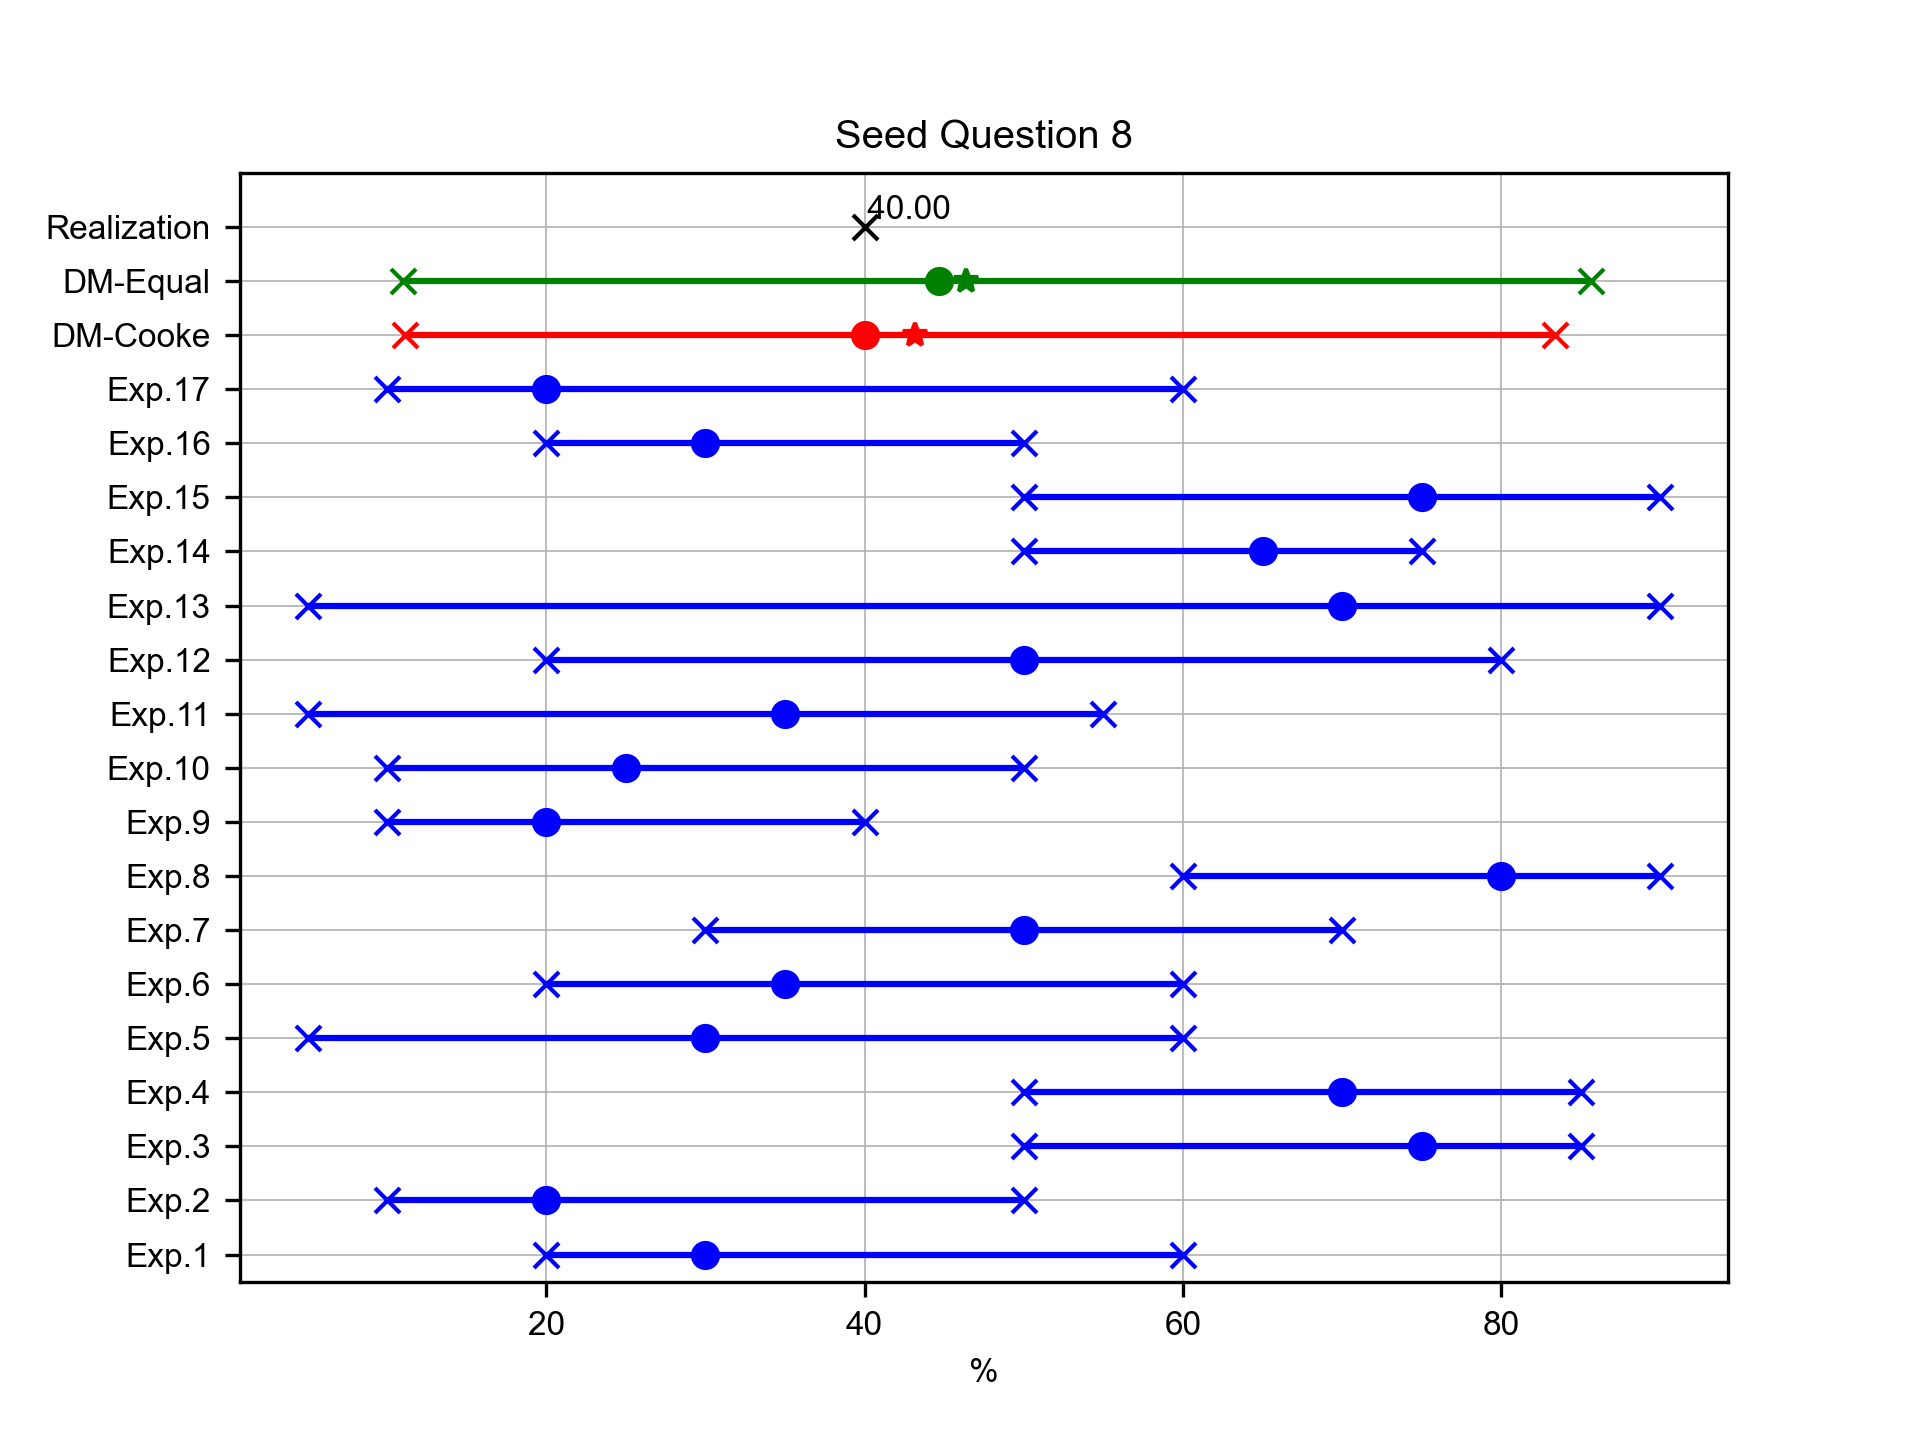 Seed Question 8
40.00
Realization
DM-Equal
DM-Cooke
Exp.17
Exp.16
Exp.15
Exp.14
Exp.13
Exp.12
Exp.11
Exp.10
Exp.9
Exp.8
Exp.7
Exp.6
Exp.5
Exp.4
Exp.3
Exp.2
Exp.1
20 40 60 80
%